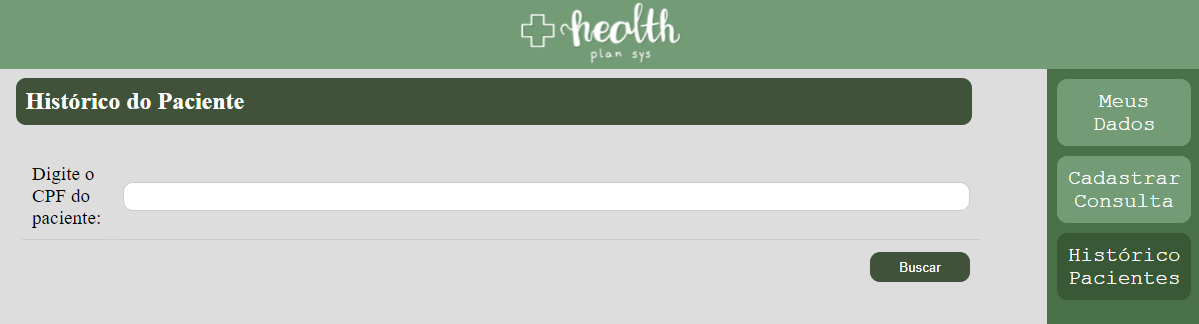 health
plan sys
Histórico do Paciente
Digite o
CPF do
paciente:
Buscar
Meus
Dados
Cadastrar
Consulta
Histórico
Pacientes